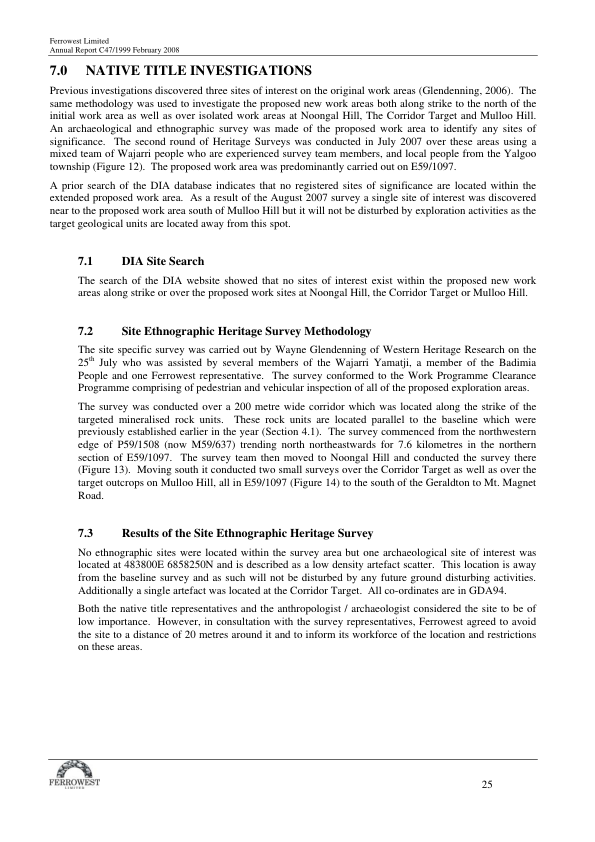 Ferrowest Limited
Annual Report C47/1999 February 2008
7.0 NATIVE TITLE INVESTIGATIONS
Previous investigations discovered three sites of interest on the original work areas (Glendenning, 2006). The
same methodology was used to investigate the proposed new work areas both along strike to the north of the
initial work area as well as over isolated work areas at Noongal Hill, The Corridor Target and Mulloo Hill.
An archaeological and ethnographic survey was made of the proposed work area to identify any sites of
significance. The second round of Heritage Surveys was conducted in July 2007 over these areas using a
mixed team of Wajarri people who are experienced survey team members, and local people from the Yalgoo
township (Figure 12). The proposed work area was predominantly carried out on E59/1097.
A prior search of the DIA database indicates that no registered sites of significance are located within the
extended proposed work area. As a result of the August 2007 survey a single site of interest was discovered
near to the proposed work area south of Mulloo Hill but it will not be disturbed by exploration activities as the
target geological units are located away from this spot.
7.1 DIA Site Search
The search of the DIA website showed that no sites of interest exist within the proposed new work
areas along strike or over the proposed work sites at Noongal Hill, the Corridor Target or Mulloo Hill.
7.2 Site Ethnographic Heritage Survey Methodology
The site specific survey was carried out by Wayne Glendenning of Western Heritage Research on the
25th July who was assisted by several members of the Wajarri Yamatji, a member of the Badimia
People and one Ferrowest representative. The survey conformed to the Work Programme Clearance
Programme comprising of pedestrian and vehicular inspection of all of the proposed exploration areas.
The survey was conducted over a 200 metre wide corridor which was located along the strike of the
targeted mineralised rock units. These rock units are located parallel to the baseline which were
previously established earlier in the year (Section 4.1). The survey commenced from the northwestern
edge of P59/1508 (now M59/637) trending north northeastwards for 7.6 kilometres in the northern
section of E59/1097. The survey team then moved to Noongal Hill and conducted the survey there
(Figure 13). Moving south it conducted two small surveys over the Corridor Target as well as over the
target outcrops on Mulloo Hill, all in E59/1097 (Figure 14) to the south of the Geraldton to Mt. Magnet
Road.
7.3 Results of the Site Ethnographic Heritage Survey
No ethnographic sites were located within the survey area but one archaeological site of interest was
located at 483800E 6858250N and is described as a low density artefact scatter. This location is away
from the baseline survey and as such will not be disturbed by any future ground disturbing activities.
Additionally a single artefact was located at the Corridor Target. All co-ordinates are in GDA94.
Both the native title representatives and the anthropologist / archaeologist considered the site to be of
low importance. However, in consultation with the survey representatives, Ferrowest agreed to avoid
the site to a distance of 20 metres around it and to inform its workforce of the location and restrictions
on these areas.
FERROWEST
LIMITED
25